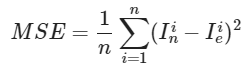 MSE = \frac{1}{n} \sum_{i=1}^{n} (I_n^i - I_e^i)^2